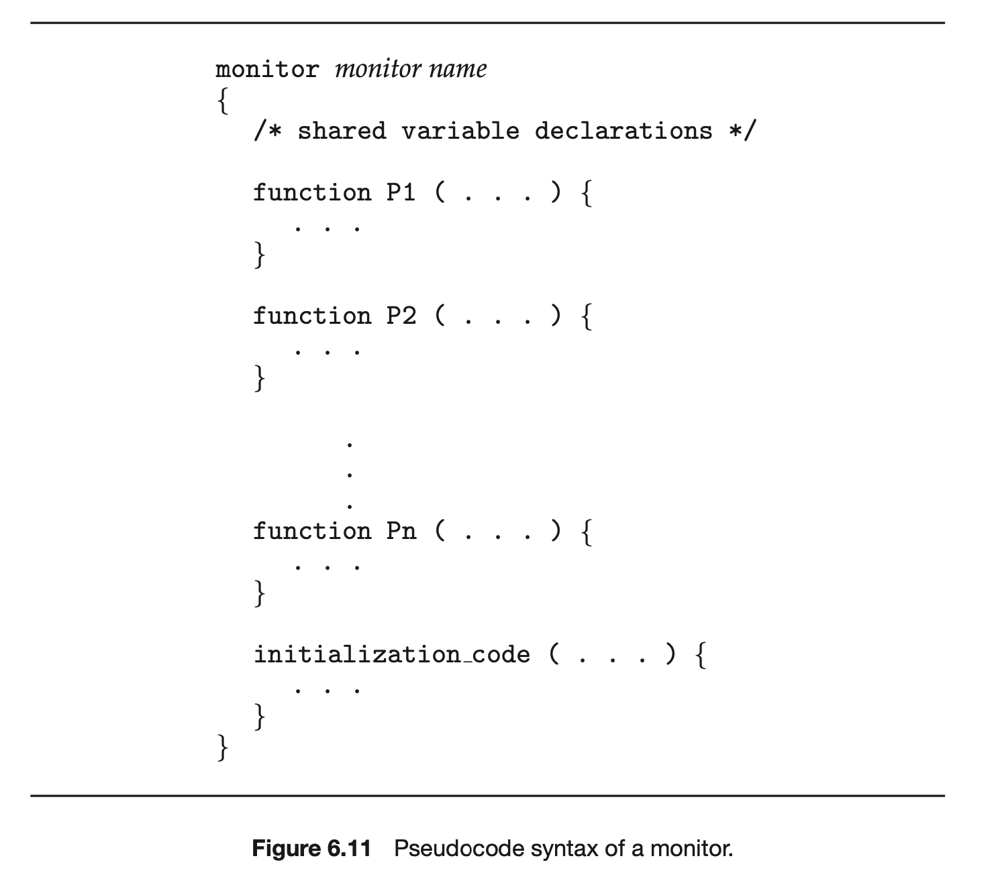 monitor monitor name
{
/* shared variable declarations */
function P1 ( . . . ) {
. . .
}
function P2 ( . . . ) {
. . .
}
.
.
.
function Pn ( . . . ) {
. . .
}
initialization_code ( . . . ) {
. . .
}
}
Figure 6.11 Pseudocode syntax of a monitor.